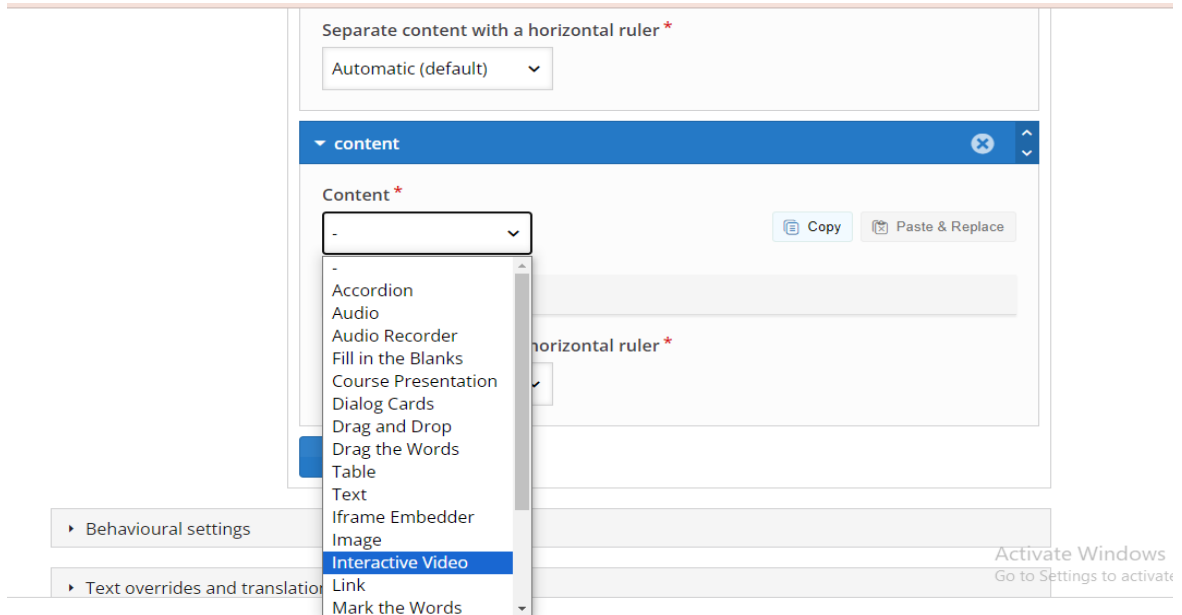 Separate content with a horizontal ruler *
Automatic (default)
content
Content *
-
Copy
Paste & Replace
-
Accordion
Audio
Audio Recorder
Fill in the Blanks
horizontal ruler *
Course Presentation
Dialog Cards
Drag and Drop
Drag the Words
Table
Text
Iframe Embedder
Image
Interactive Video
Link
Mark the Words
Behavioural settings
Text overrides and translation
Activate Windows
Go to Settings to activate